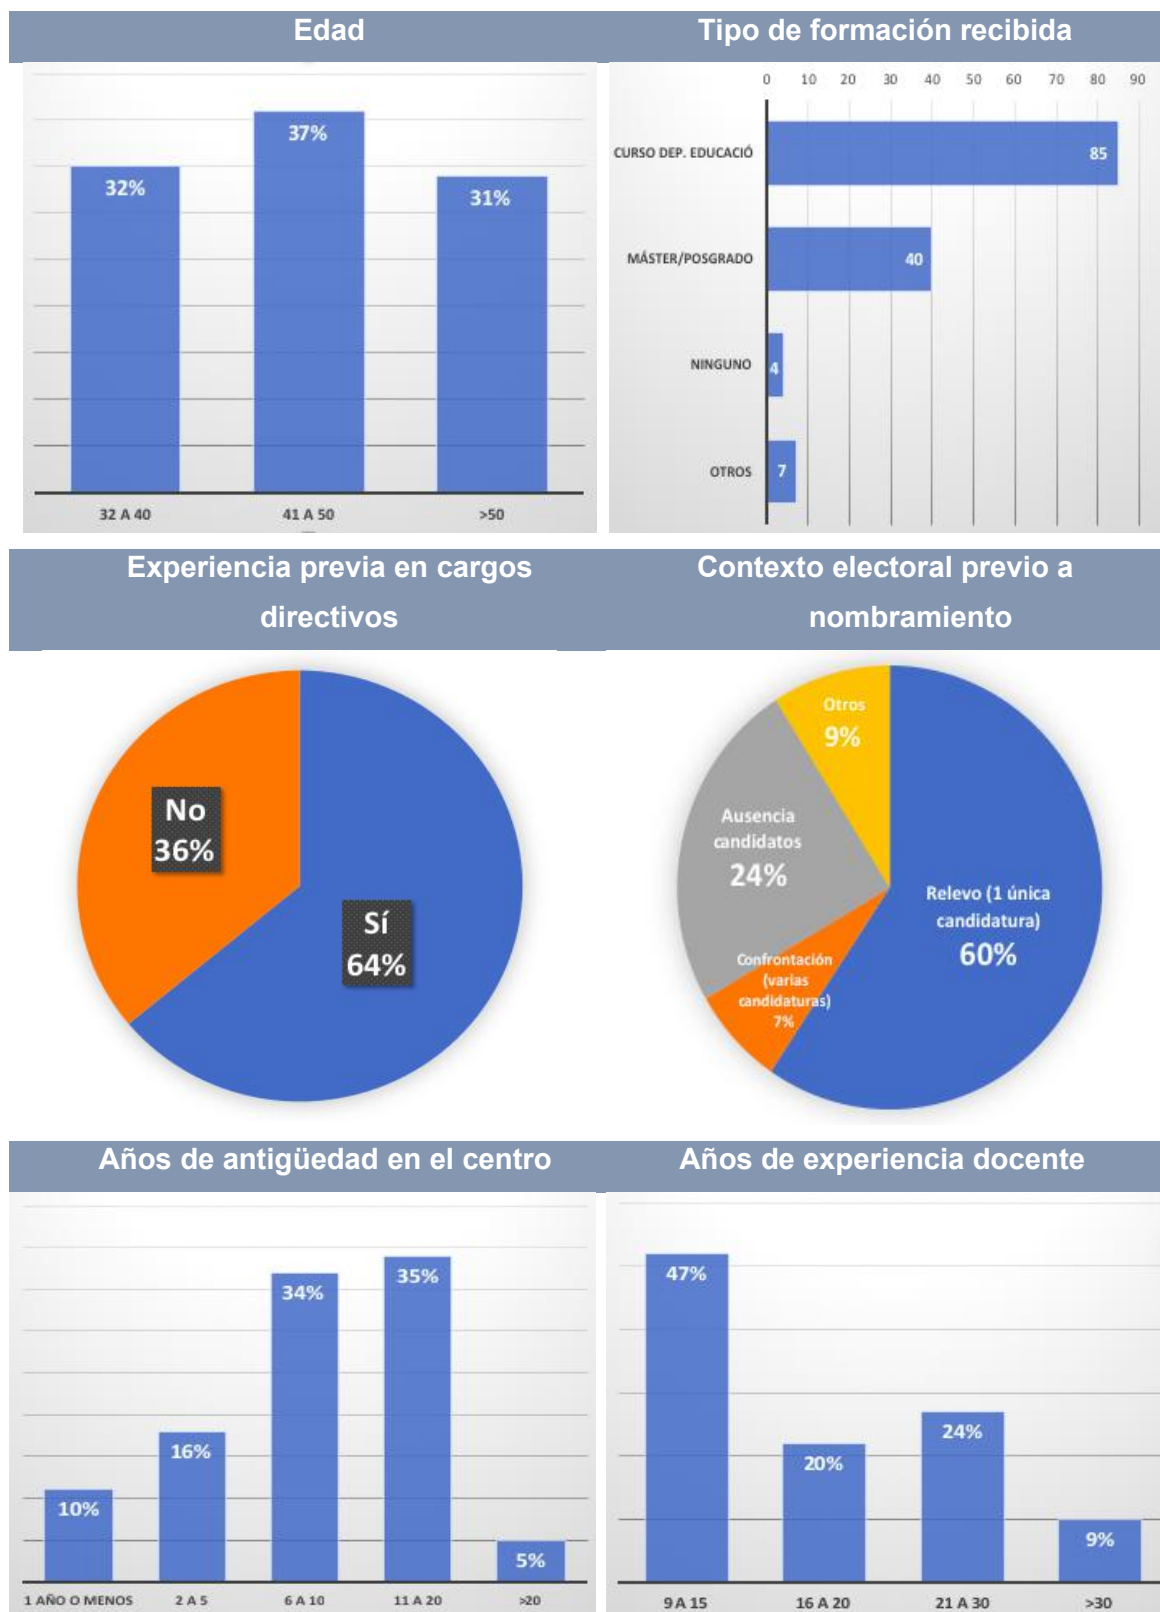 Edad
32%
37%
31%
32 A 40
41 A 50
>50
Tipo de formación recibida
0 10 20 30 40 50 60 70 80 90
CURSO DEP. EDUCACIÓ
85
MÁSTER/POSGRADO
40
NINGUNO
4
OTROS
7
Experiencia previa en cargos
directivos
No
36%
Sí
64%
Contexto electoral previo a
nombramiento
Otros
9%
Ausencia
candidatos
24%
Relevo (1 única
candidatura)
60%
Confrontación
(varias
candidaturas)
7%
Años de antigüedad en el centro
10%
16%
34%
35%
5%
1 AÑO O MENOS
2 A 5
6 A 10
11 A 20
>20
Años de experiencia docente
47%
20%
24%
9%
9 A 15
16 A 20
21 A 30
>30